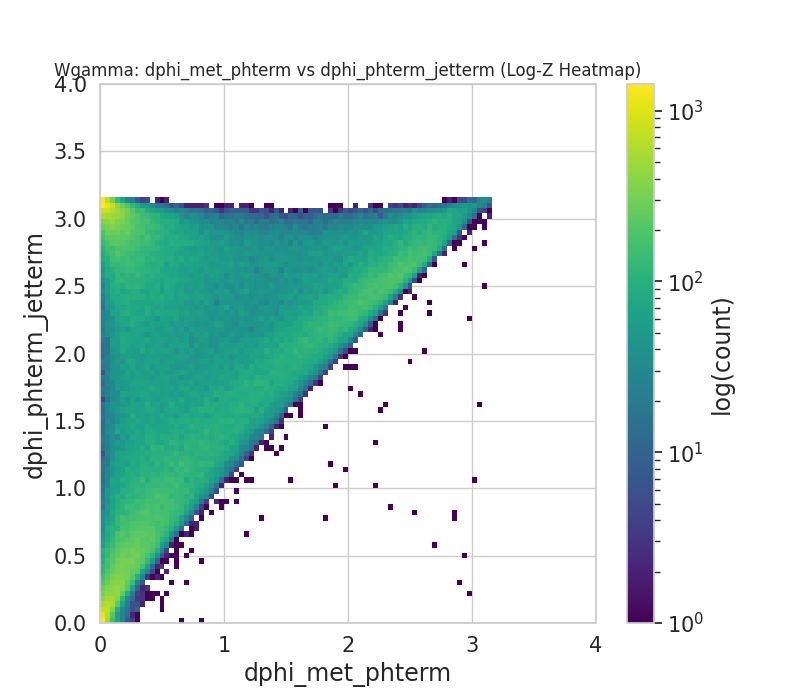 Wgamma: dphi_met_phterm vs dphi_phterm_jetterm (Log-Z Heatmap)
4.0
3.5
3.0
2.5
2.0
1.5
1.0
0.5
0.0
dphi_phterm_jetterm
0 1 2 3 4
dphi_met_phterm
10³
10²
10¹
10⁰
log(count)